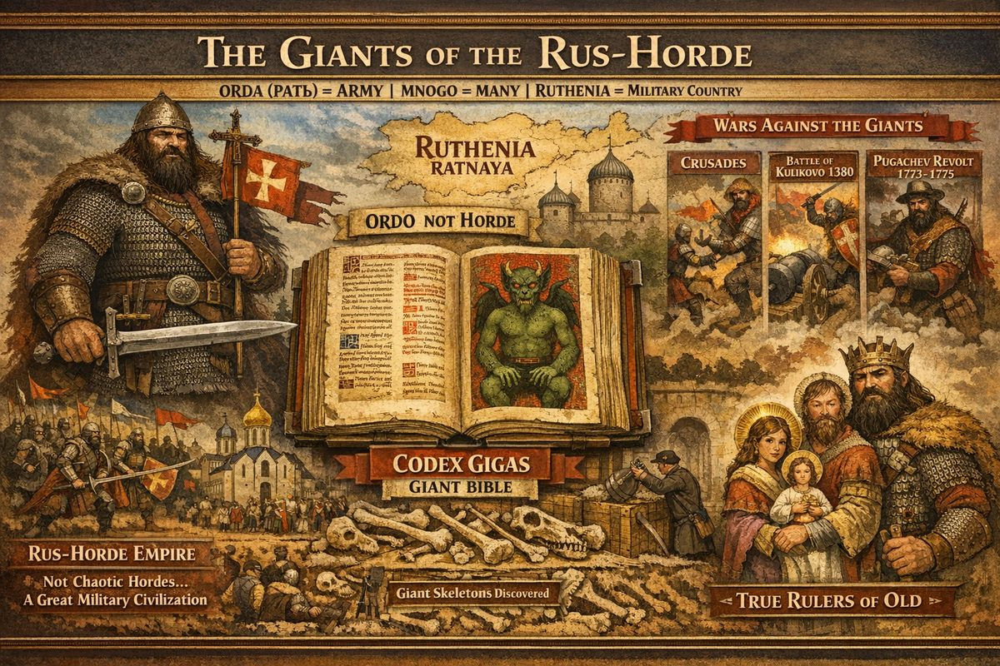 THE GIANTS OF THE RUS-HORDE
ORDA (РАТЬ) = ARMY | MNOGO = MANY | RUTHENIA = MILITARY COUNTRY
RUTHENIA
RATNAYA
ORDO NOT HORDE
WARS AGAINST THE GIANTS
CRUSADES
BATTLE OF
KULIKOVO 1380
PUGACHEV REVOLT
1773-1775
CODEX GIGAS
GIANT BIBLE
RUS-HORDE EMPIRE
Not Chaotic Hordes...
A Great Military Civilization
Giant Skeletons Discovered
TRUE RULERS OF OLD